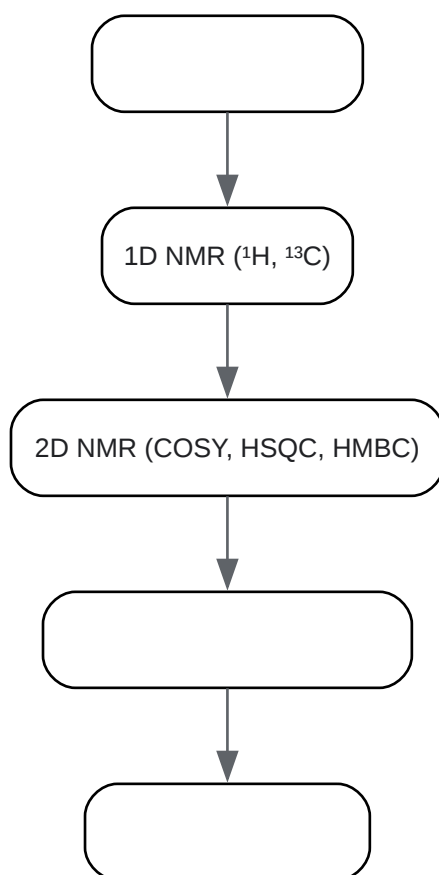 1D NMR (¹H, ¹³C)
2D NMR (COSY, HSQC, HMBC)